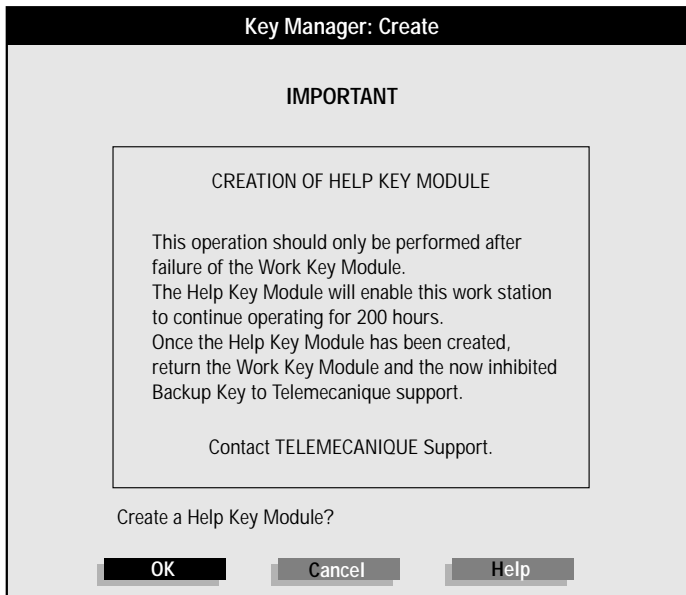 Key Manager: Create
IMPORTANT
CREATION OF HELP KEY MODULE
This operation should only be performed after
failure of the Work Key Module.
The Help Key Module will enable this work station
to continue operating for 200 hours.
Once the Help Key Module has been created,
return the Work Key Module and the now inhibited
Backup Key to Telemecanique support.
Contact TELEMECANIQUE Support.
Create a Help Key Module?
OK Cancel Help